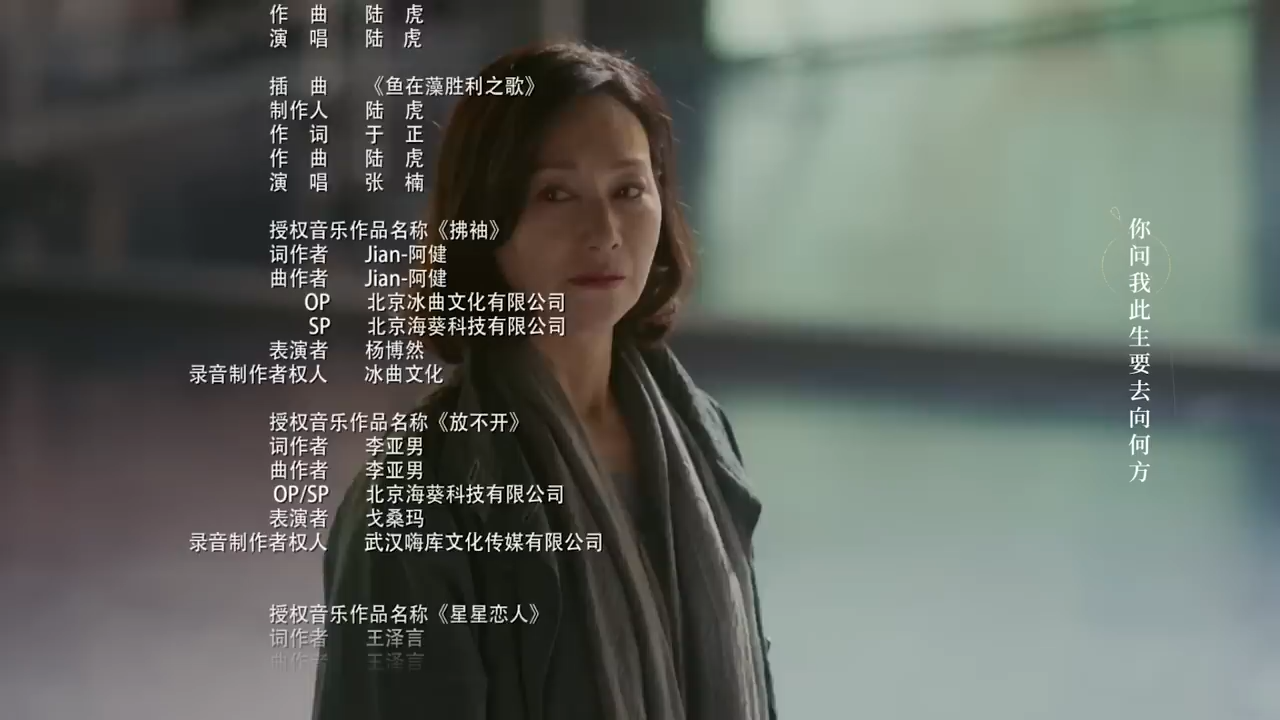 作 曲 陆 虎
演 唱 陆 虎
插 曲 《鱼在藻胜利之歌》
制作人 陆 虎
作 词 于 正
作 曲 陆 虎
演 唱 张 楠
授权音乐作品名称《拂袖》
词作者 Jian-阿健
曲作者 Jian-阿健
OP 北京冰曲文化有限公司
SP 北京海葵科技有限公司
表演者 杨博然
录音制作者权人 冰曲文化
授权音乐作品名称《放不开》
词作者 李亚男
曲作者 李亚男
OP/SP 北京海葵科技有限公司
表演者 戈桑玛
录音制作者权人 武汉嗨库文化传媒有限公司
授权音乐作品名称《星星恋人》
词作者 王泽言
曲作者 王泽言
你问我此生要去向何方